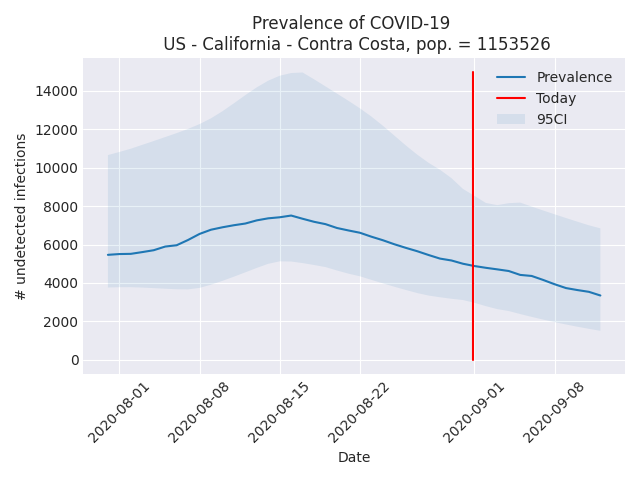 Prevalence of COVID-19
US - California - Contra Costa, pop. = 1153526
Prevalence
Today
95CI
# undetected infections
14000
12000
10000
8000
6000
4000
2000
0
2020-08-01
2020-08-08
2020-08-15
2020-08-22
2020-09-01
2020-09-08
Date